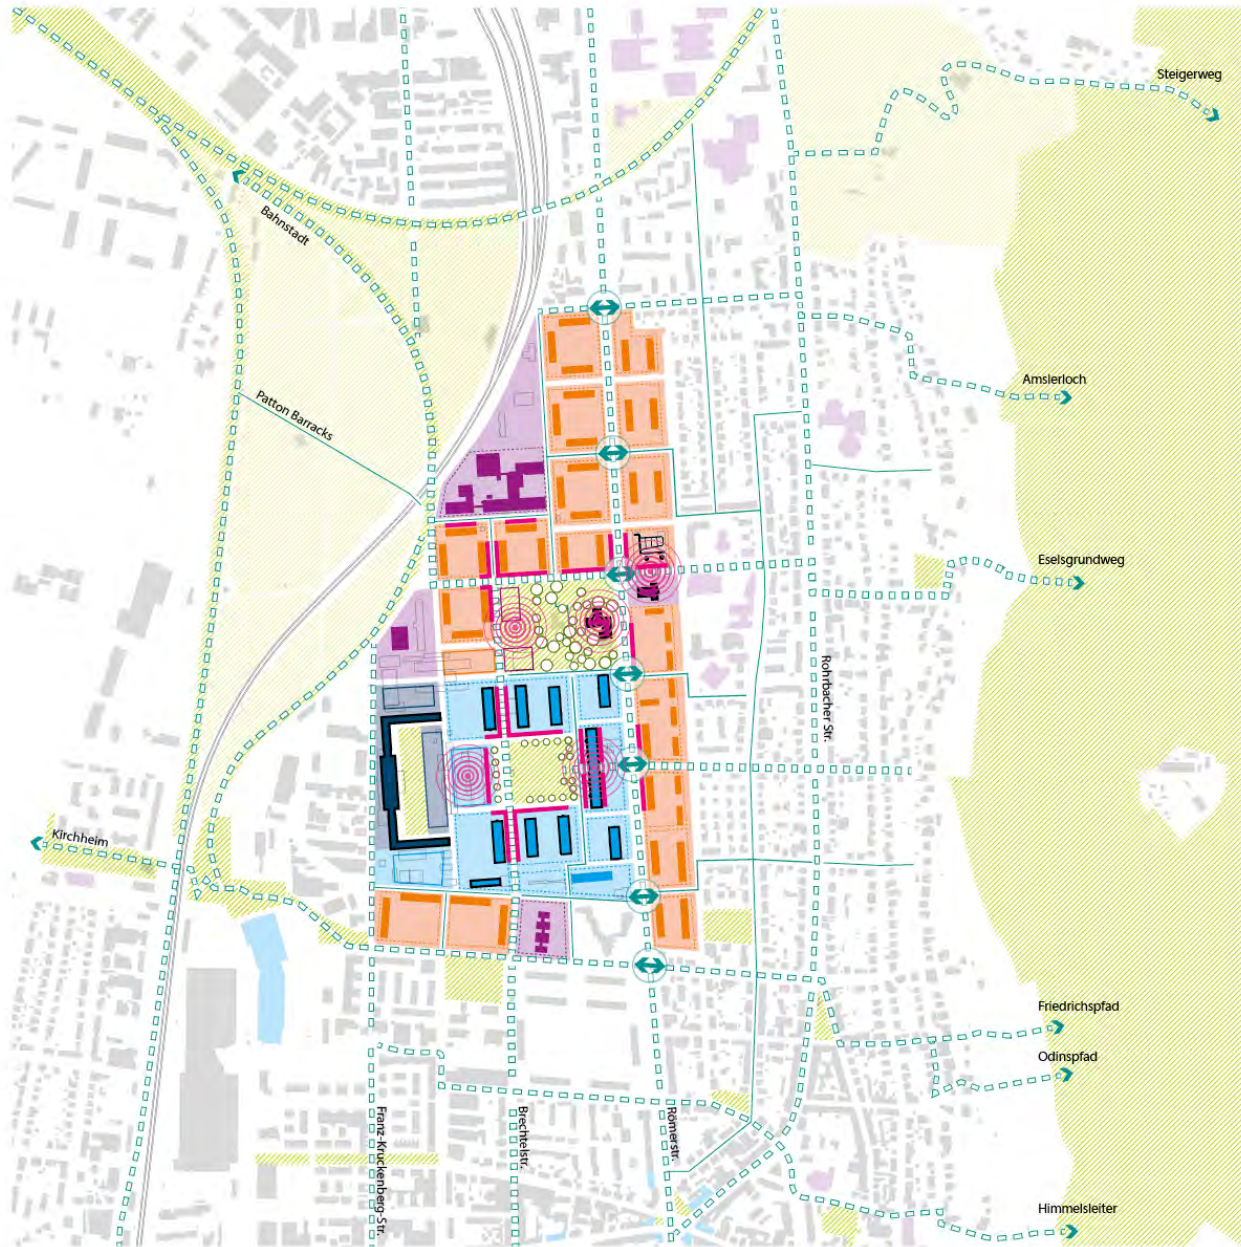 Steigerweg
Bahnstadt
Amslerloch
Patton Barracks
Eselsgrundweg
Rohrbacher Str.
Kirchheim
Friedrichspfad
Odinspfad
Franz-Kruckenberg-Str.
Brechtelstr.
Römerstr.
Himmelsleiter